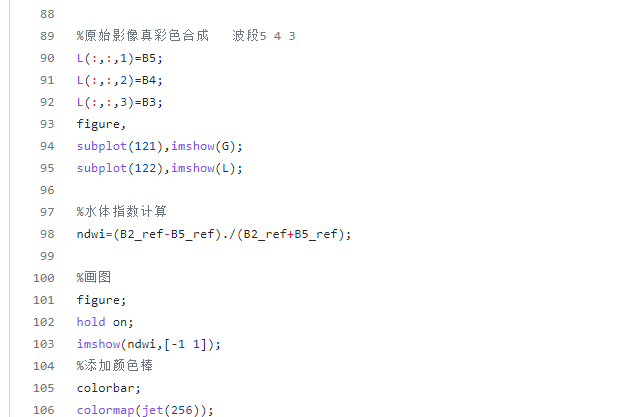 88
89 %原始影像真彩色合成 波段5 4 3
90 L(:,:,1)=B5;
91 L(:,:,2)=B4;
92 L(:,:,3)=B3;
93 figure,
94 subplot(121),imshow(G);
95 subplot(122),imshow(L);
96
97 %水体指数计算
98 ndwi=(B2_ref-B5_ref)./(B2_ref+B5_ref);
99
100 %画图
101 figure;
102 hold on;
103 imshow(ndwi,[-1 1]);
104 %添加颜色棒
105 colorbar;
106 colormap(jet(256));